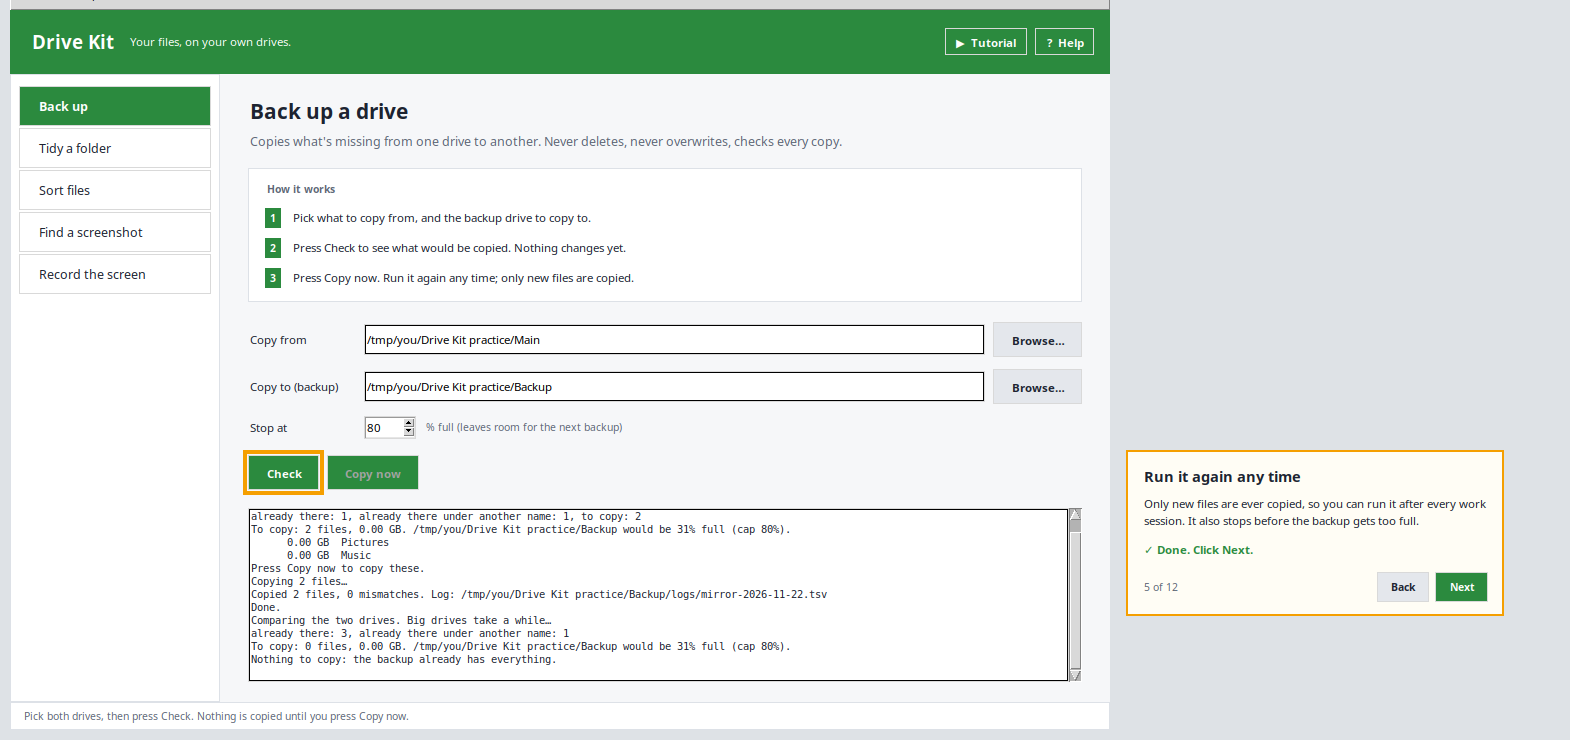 Drive Kit
Your files, on your own drives.
▶ Tutorial
? Help
Back up
Tidy a folder
Sort files
Find a screenshot
Record the screen
Back up a drive
Copies what's missing from one drive to another. Never deletes, never overwrites, checks every copy.
How it works
1 Pick what to copy from, and the backup drive to copy to.
2 Press Check to see what would be copied. Nothing changes yet.
3 Press Copy now. Run it again any time; only new files are copied.
Copy from /tmp/you/Drive Kit practice/Main Browse...
Copy to (backup) /tmp/you/Drive Kit practice/Backup Browse...
Stop at 80 % full (leaves room for the next backup)
Check Copy now
already there: 1, already there under another name: 1, to copy: 2
To copy: 2 files, 0.00 GB. /tmp/you/Drive Kit practice/Backup would be 31% full (cap 80%).
0.00 GB Pictures
0.00 GB Music
Press Copy now to copy these.
Copying 2 files…
Copied 2 files, 0 mismatches. Log: /tmp/you/Drive Kit practice/Backup/logs/mirror-2026-11-22.tsv
Done.
Comparing the two drives. Big drives take a while…
already there: 3, already there under another name: 1
To copy: 0 files, 0.00 GB. /tmp/you/Drive Kit practice/Backup would be 31% full (cap 80%).
Nothing to copy: the backup already has everything.
Pick both drives, then press Check. Nothing is copied until you press Copy now.
Run it again any time
Only new files are ever copied, so you can run it after every work
session. It also stops before the backup gets too full.
✓ Done. Click Next.
5 of 12
Back
Next